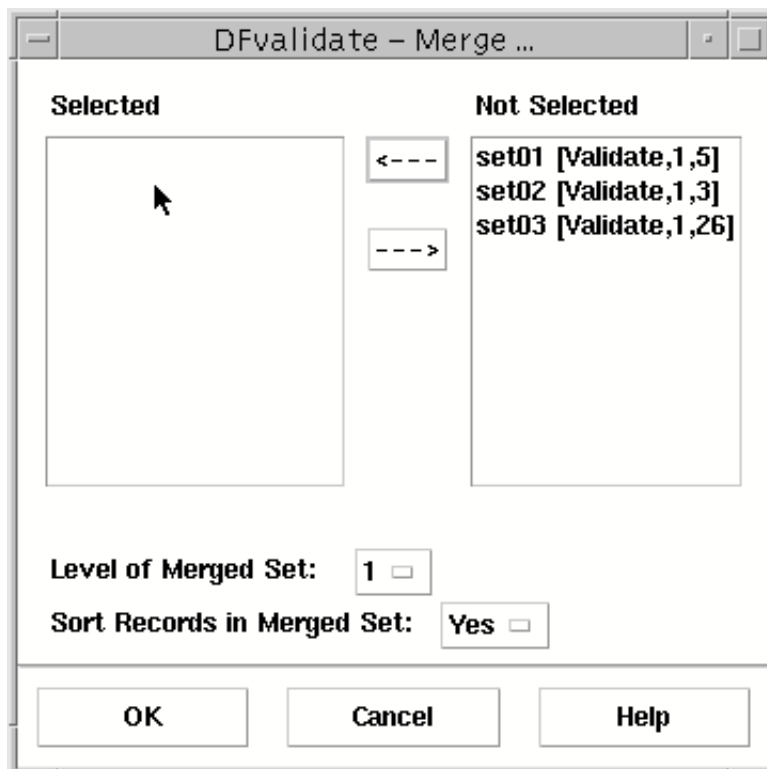 DFvalidate – Merge ...
Selected
Not Selected
<---
--->
set01 [Validate,1,5]
set02 [Validate,1,3]
set03 [Validate,1,26]
Level of Merged Set: 1
Sort Records in Merged Set: Yes
OK
Cancel
Help